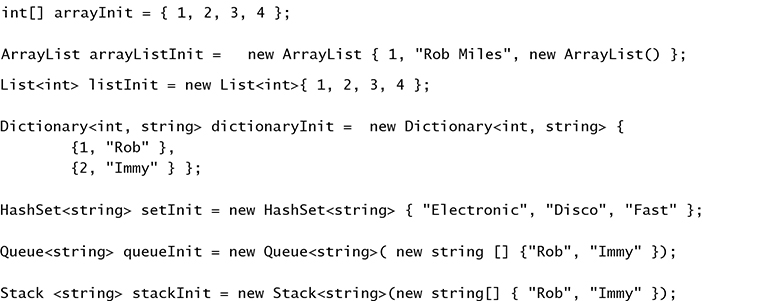 int[] arrayInit = { 1, 2, 3, 4 };
ArrayList arrayListInit =   new ArrayList { 1, "Rob Miles", new ArrayList() };
List<int> listInit = new List<int>{ 1, 2, 3, 4 };
Dictionary<int, string> dictionaryInit =  new Dictionary<int, string> {
        {1, "Rob" },
        {2, "Immy" } };
HashSet<string> setInit = new HashSet<string> { "Electronic", "Disco", "Fast" };
Queue<string> queueInit = new Queue<string>( new string [] {"Rob", "Immy" });
Stack <string> stackInit = new Stack<string>(new string[] { "Rob", "Immy" });